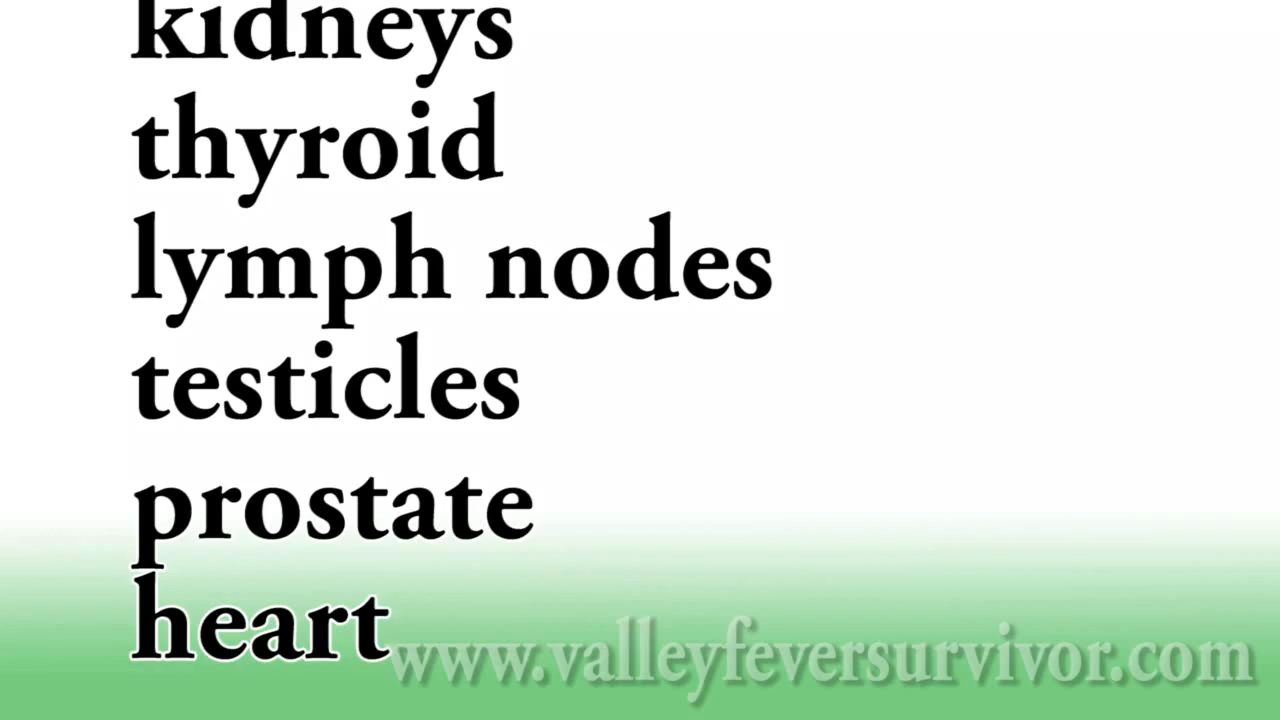 kidneys
thyroid
lymph nodes
testicles
prostate
heart
www.valleyfeversurvivor.com